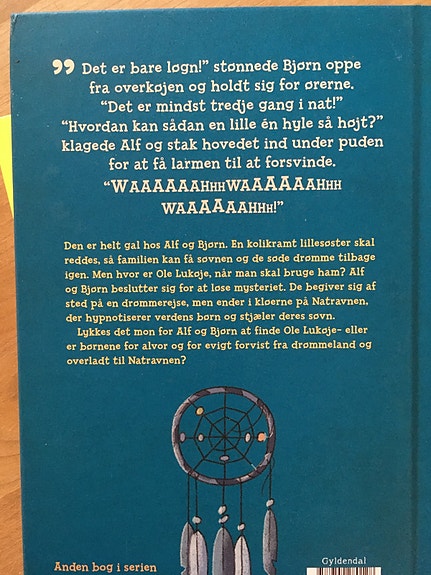 ” Det er bare løgn!” stønnede Bjørn oppe
fra overkøjen og holdt sig for ørerne.
“Det er mindst tredje gang i nat!”
“Hvordan kan sådan en lille én hyle så højt?”
klagede Alf og stak hovedet ind under puden
for at få larmen til at forsvinde.
“WAAAAAAHHHWAAAAAAHHH
WAAAAAAHHH!”
Den er helt gal hos Alf og Bjørn. En kolikramt lillesøster skal
reddes, så familien kan få søvnen og de søde drømme tilbage
igen. Men hvor er Ole Lukøje, når man skal bruge ham? Alf
og Bjørn beslutter sig for at løse mysteriet. De begiver sig af
sted på en drømmerejse, men ender i kløerne på Natravnen,
der hypnotiserer verdens børn og stjæler deres søvn.
Lykkes det mon for Alf og Bjørn at finde Ole Lukøje– eller
er børnene for alvor og for evigt forvist fra drømmeland og
overladt til Natravnen?
Anden bog i serien
Gyldendal